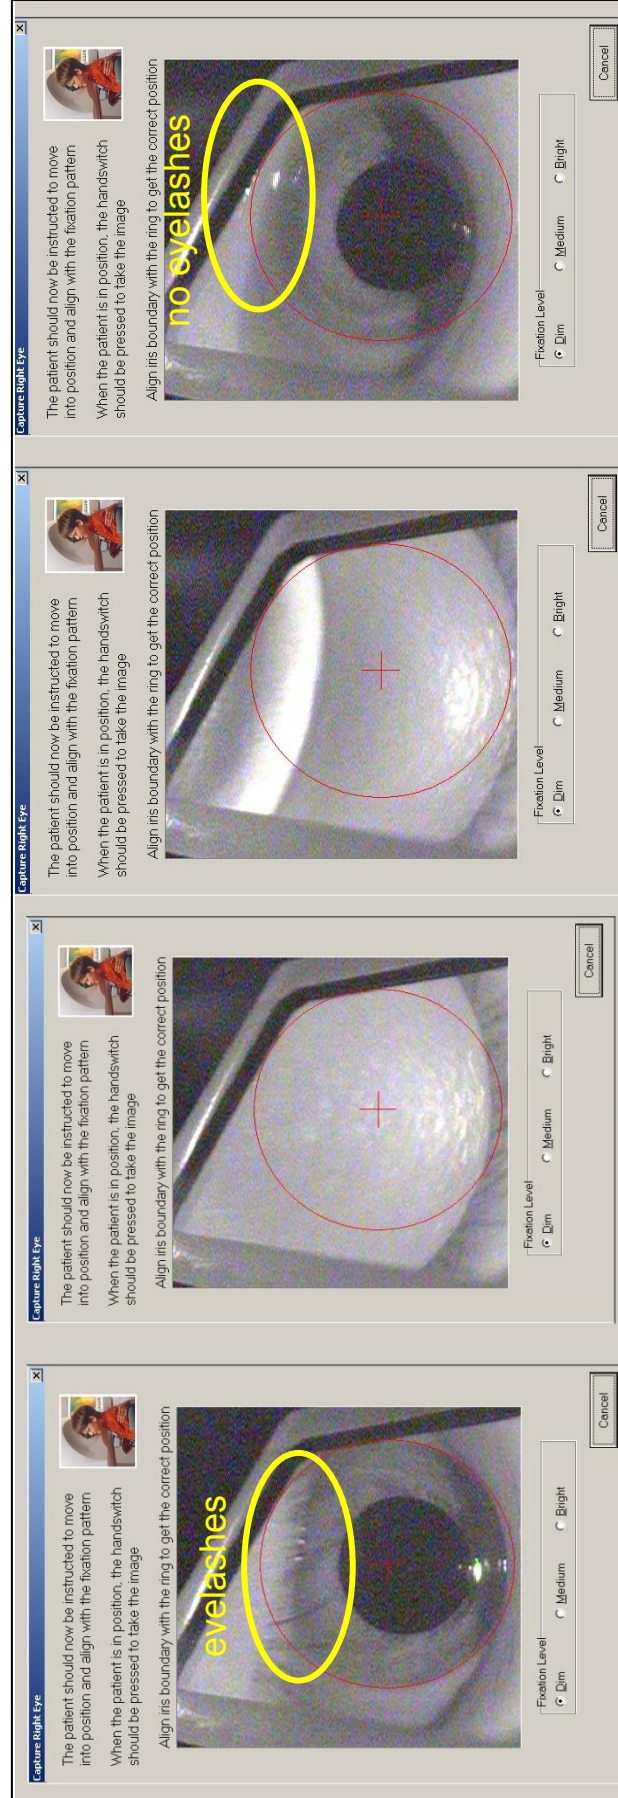 Capture Right Eye
The patient should now be instructed to move
into position and align with the fixation pattern
When the patient is in position, the handswitch
should be pressed to take the image
Align iris boundary with the ring to get the correct position
eyelashes
Fixation Level
Dim
Medium
Bright
Cancel
Capture Right Eye
The patient should now be instructed to move
into position and align with the fixation pattern
When the patient is in position, the handswitch
should be pressed to take the image
Align iris boundary with the ring to get the correct position
Fixation Level
Dim
Medium
Bright
Cancel
Capture Right Eye
The patient should now be instructed to move
into position and align with the fixation pattern
When the patient is in position, the handswitch
should be pressed to take the image
Align iris boundary with the ring to get the correct position
Fixation Level
Dim
Medium
Bright
Cancel
Capture Right Eye
The patient should now be instructed to move
into position and align with the fixation pattern
When the patient is in position, the handswitch
should be pressed to take the image
Align iris boundary with the ring to get the correct position
no eyelashes
Fixation Level
Dim
Medium
Bright
Cancel